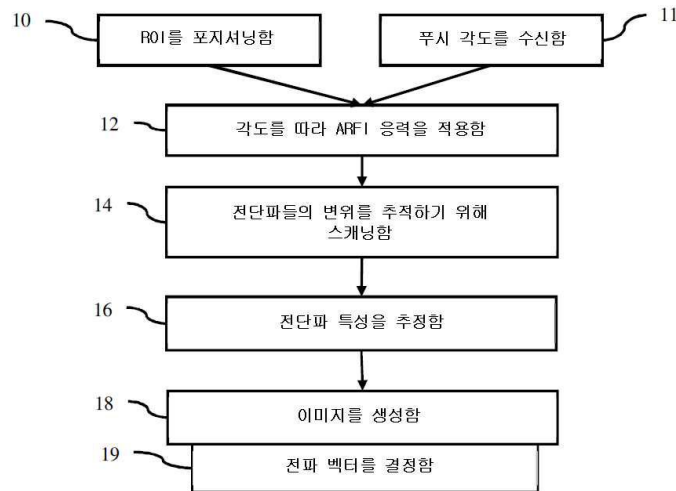 10
ROI를 포지셔닝함
푸시 각도를 수신함
11
12
각도를 따라 ARFI 응력을 적용함
14
전단파들의 변위를 추적하기 위해
스캐닝함
16
전단파 특성을 추정함
18
이미지를 생성함
19
전파 벡터를 결정함